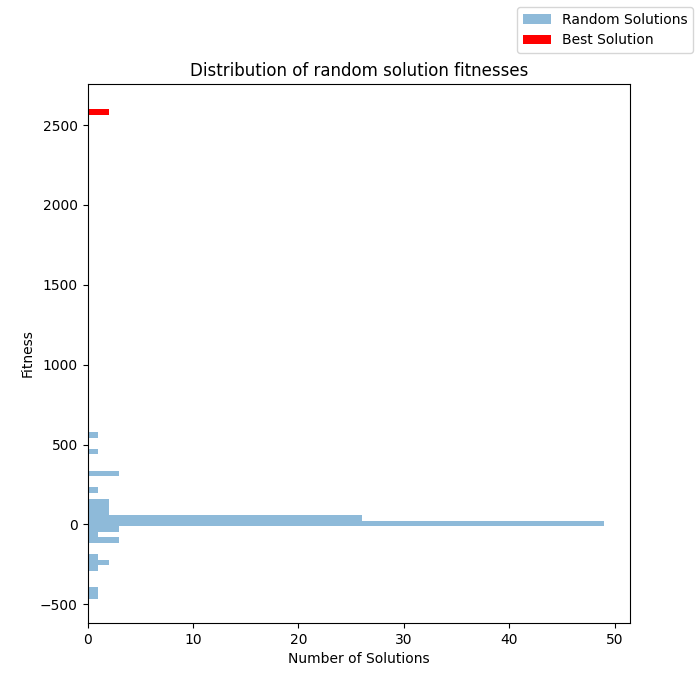 Random Solutions
Best Solution
Distribution of random solution fitnesses
2500
2000
1500
1000
500
0
−500
Fitness
0 10 20 30 40 50
Number of Solutions